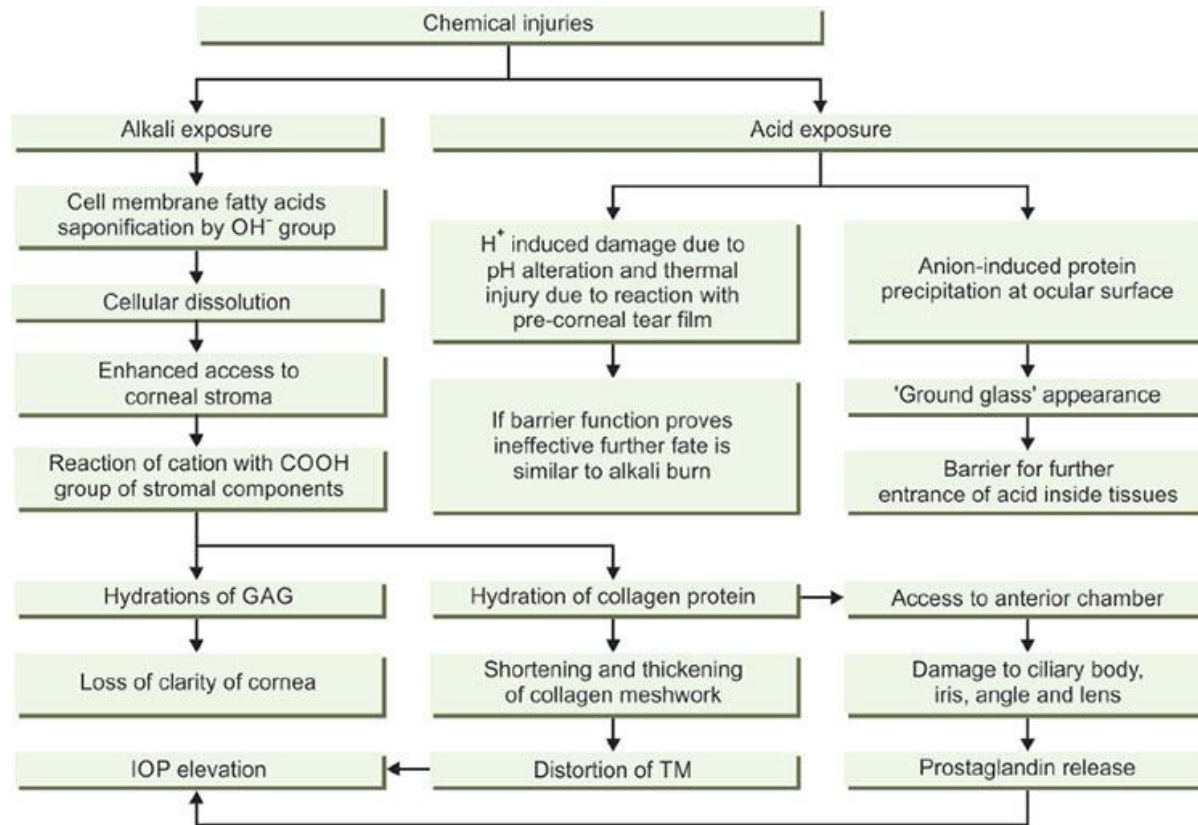 Chemical injuries
Alkali exposure
Acid exposure
Cell membrane fatty acids
saponification by OH⁻ group
Cellular dissolution
Enhanced access to
corneal stroma
Reaction of cation with COOH
group of stromal components
H⁺ induced damage due to
pH alteration and thermal
injury due to reaction with
pre-corneal tear film
If barrier function proves
ineffective further fate is
similar to alkali burn
Anion-induced protein
precipitation at ocular surface
'Ground glass' appearance
Barrier for further
entrance of acid inside tissues
Hydrations of GAG
Loss of clarity of cornea
IOP elevation
Hydration of collagen protein
Shortening and thickening
of collagen meshwork
Distortion of TM
Access to anterior chamber
Damage to ciliary body,
iris, angle and lens
Prostaglandin release